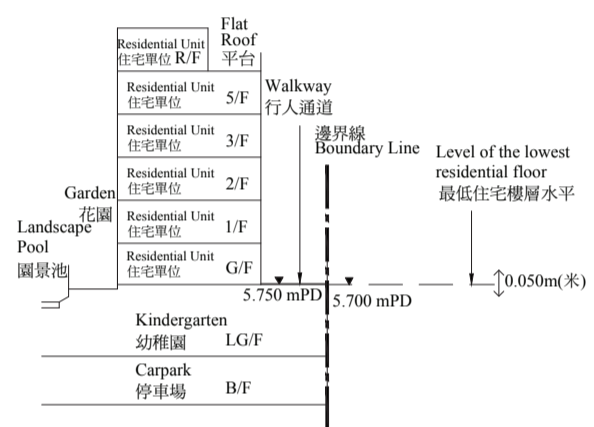 Flat
Roof
平台
Residential Unit
住宅單位 R/F
Residential Unit
住宅單位 5/F
Walkway
行人通道
Residential Unit
住宅單位 3/F
邊界線
Boundary Line
Level of the lowest
residential floor
最低住宅樓層水平
Residential Unit
住宅單位 2/F
Garden
花園
Residential Unit
住宅單位 1/F
Landscape
Pool
園景池
Residential Unit
住宅單位 G/F
5.750 mPD
5.700 mPD
0.050m(米)
Kindergarten
幼稚園 LG/F
Carpark
停車場 B/F